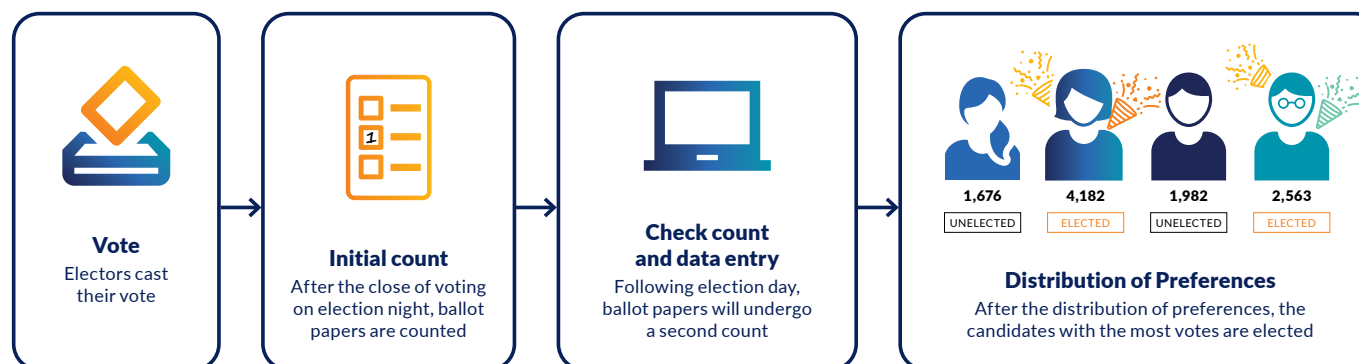 Vote
Electors cast
their vote
1
Initial count
After the close of voting
on election night, ballot
papers are counted
Check count
and data entry
Following election day,
ballot papers will undergo
a second count
1,676 4,182 1,982 2,563
UNELECTED ELECTED UNELECTED ELECTED
Distribution of Preferences
After the distribution of preferences, the
candidates with the most votes are elected